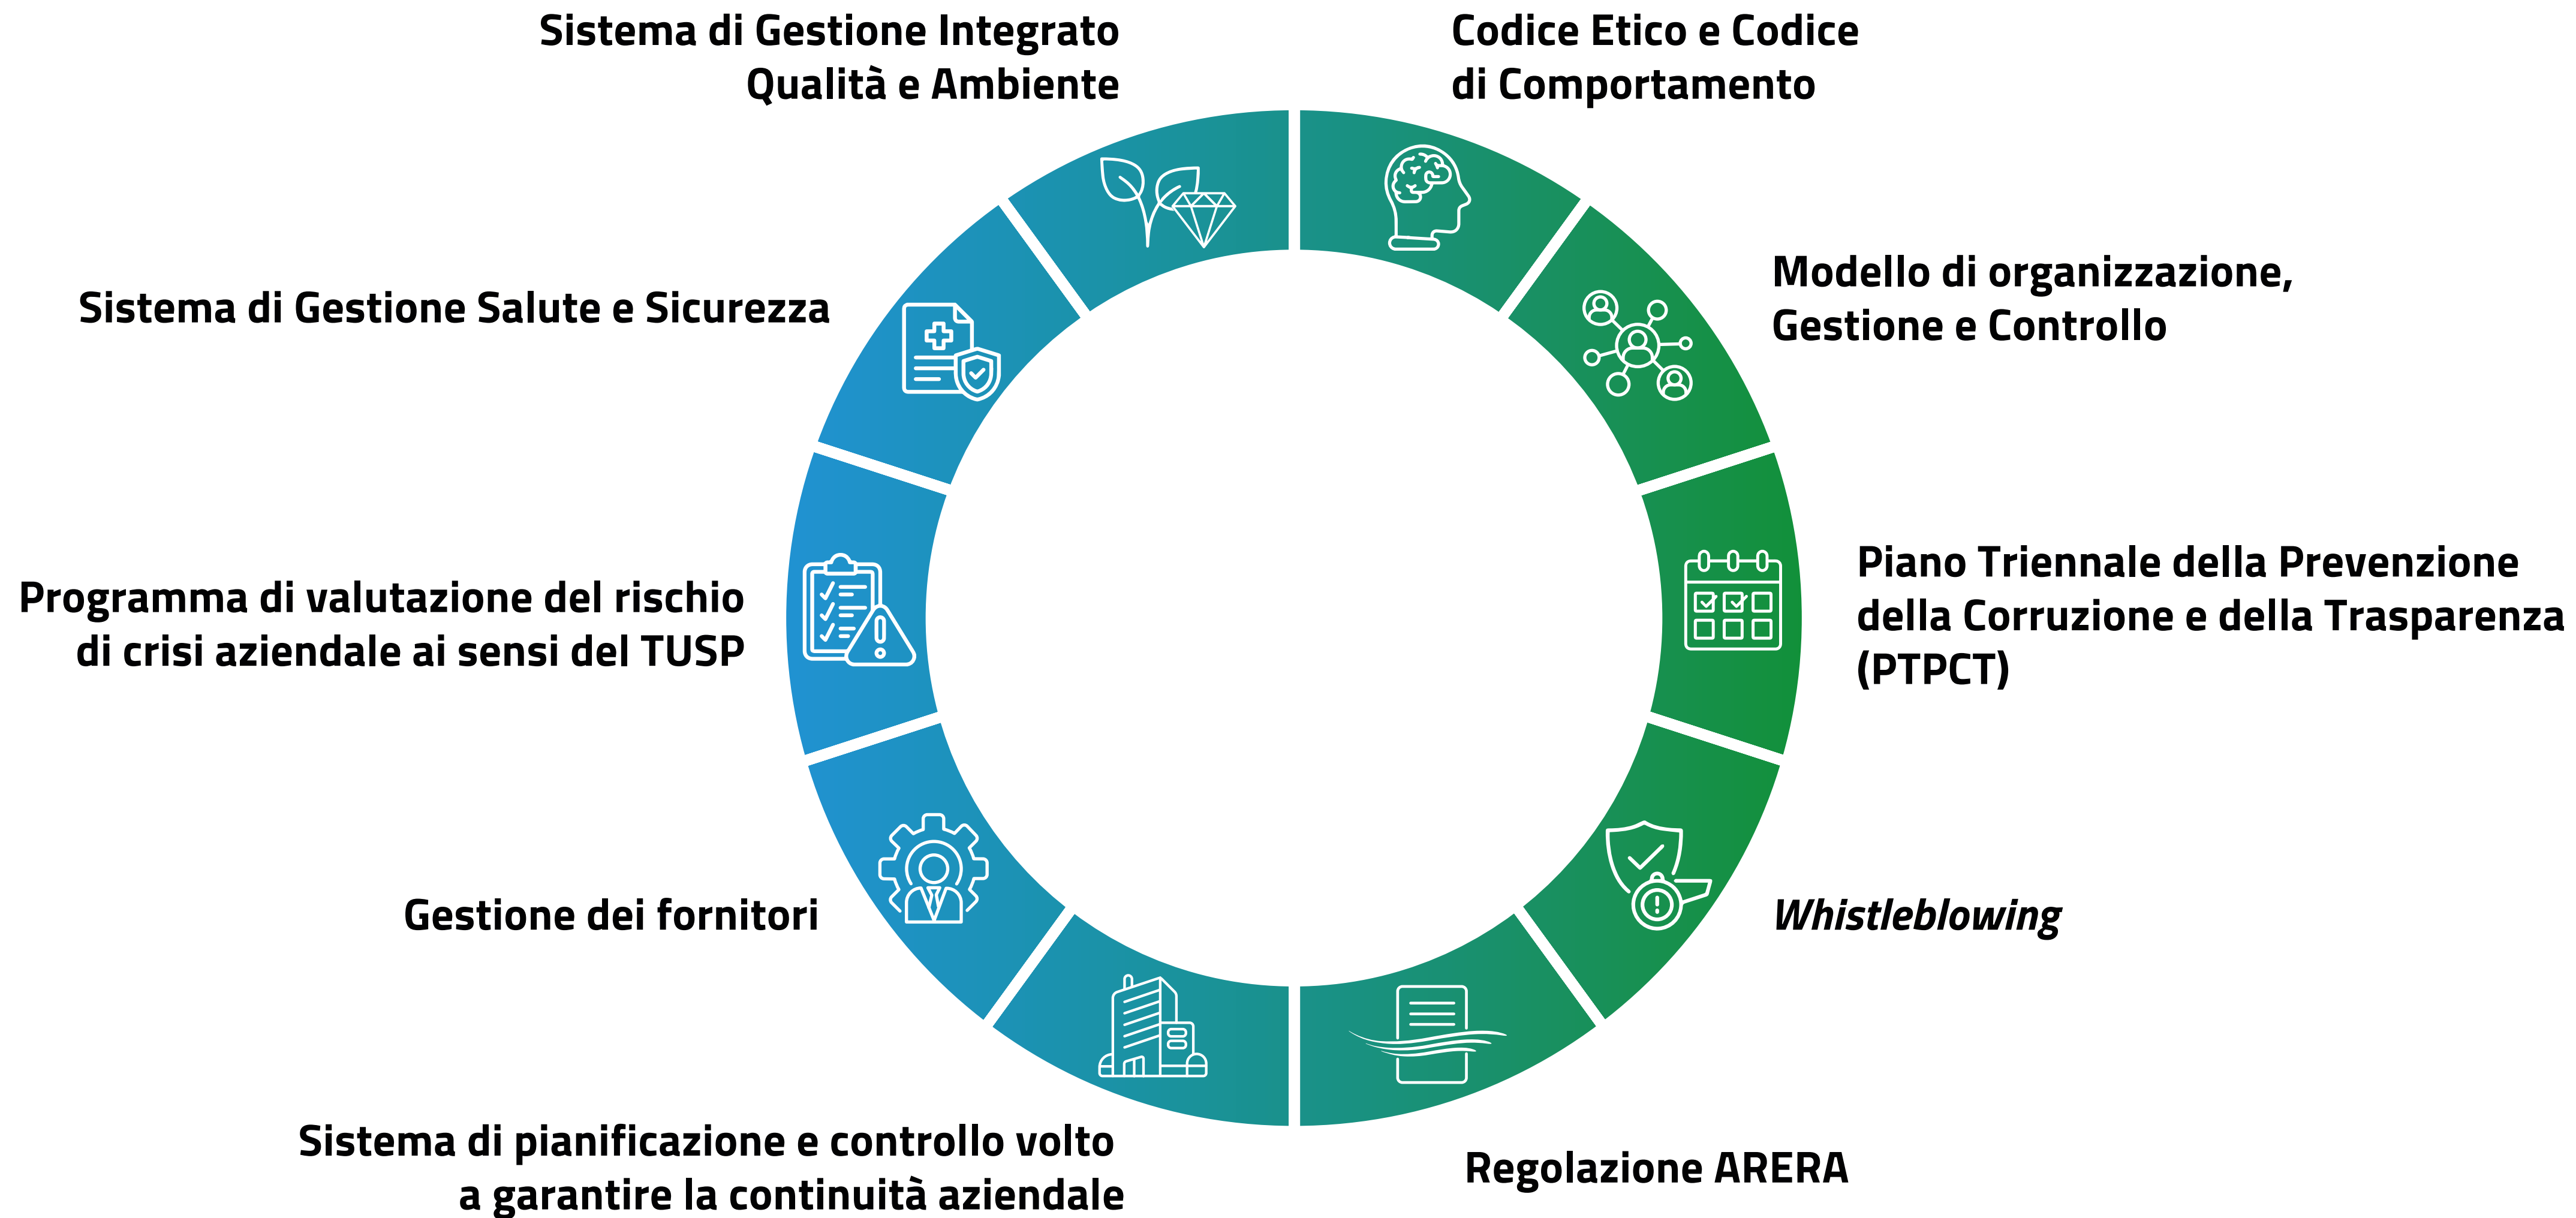 Sistema di Gestione Integrato
Qualità e Ambiente
Codice Etico e Codice
di Comportamento
Sistema di Gestione Salute e Sicurezza
Modello di organizzazione,
Gestione e Controllo
Programma di valutazione del rischio
di crisi aziendale ai sensi del TUSP
Piano Triennale della Prevenzione
della Corruzione e della Trasparenza
(PTPCT)
Gestione dei fornitori
Whistleblowing
Sistema di pianificazione e controllo volto
a garantire la continuità aziendale
Regolazione ARERA